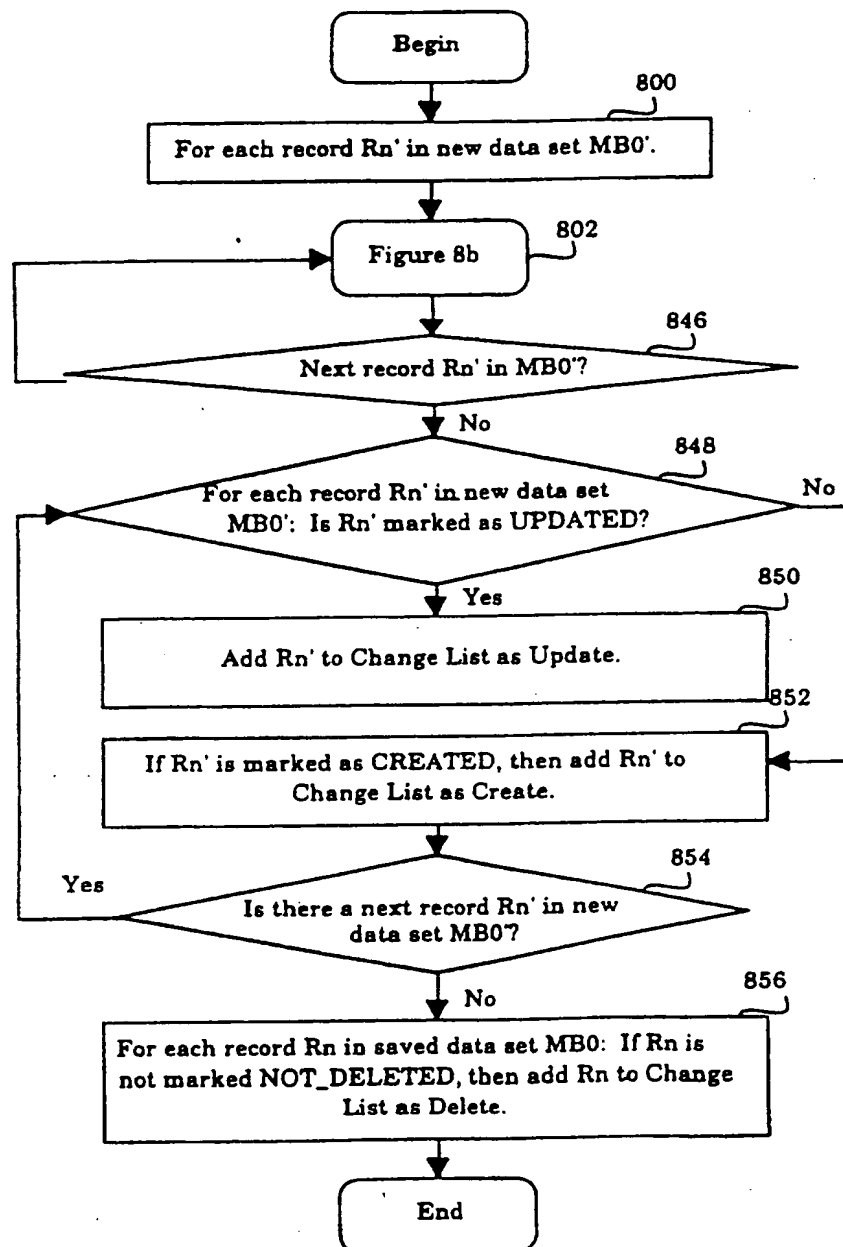 Begin
800
For each record Rn' in new data set MB0'.
Figure 8b
802
846
Next record Rn' in MB0'?
No
848
For each record Rn' in new data set
MB0': Is Rn' marked as UPDATED?
No
Yes
850
Add Rn' to Change List as Update.
852
If Rn' is marked as CREATED, then add Rn' to
Change List as Create.
854
Yes
Is there a next record Rn' in new
data set MB0'?
No
856
For each record Rn in saved data set MB0: If Rn is
not marked NOT_DELETED, then add Rn to Change
List as Delete.
End